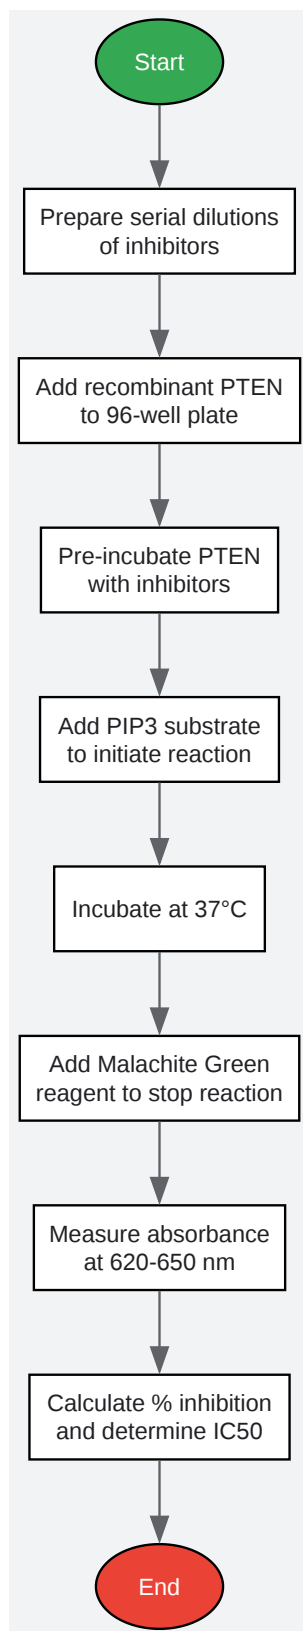 Start
Prepare serial dilutions
of inhibitors
Add recombinant PTEN
to 96-well plate
Pre-incubate PTEN
with inhibitors
Add PIP3 substrate
to initiate reaction
Incubate at 37°C
Add Malachite Green
reagent to stop reaction
Measure absorbance
at 620-650 nm
Calculate % inhibition
and determine IC50
End